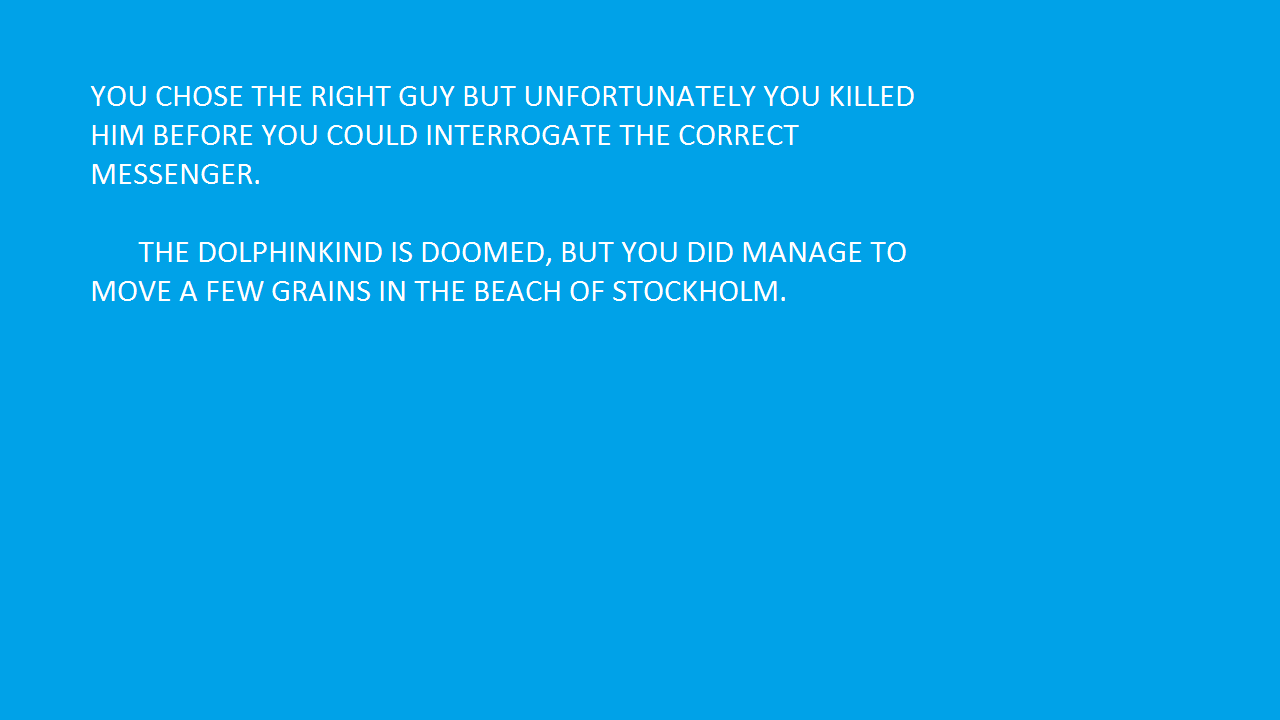 YOU CHOSE THE RIGHT GUY BUT UNFORTUNATELY YOU KILLED
HIM BEFORE YOU COULD INTERROGATE THE CORRECT
MESSENGER.
THE DOLPHINKIND IS DOOMED, BUT YOU DID MANAGE TO
MOVE A FEW GRAINS IN THE BEACH OF STOCKHOLM.